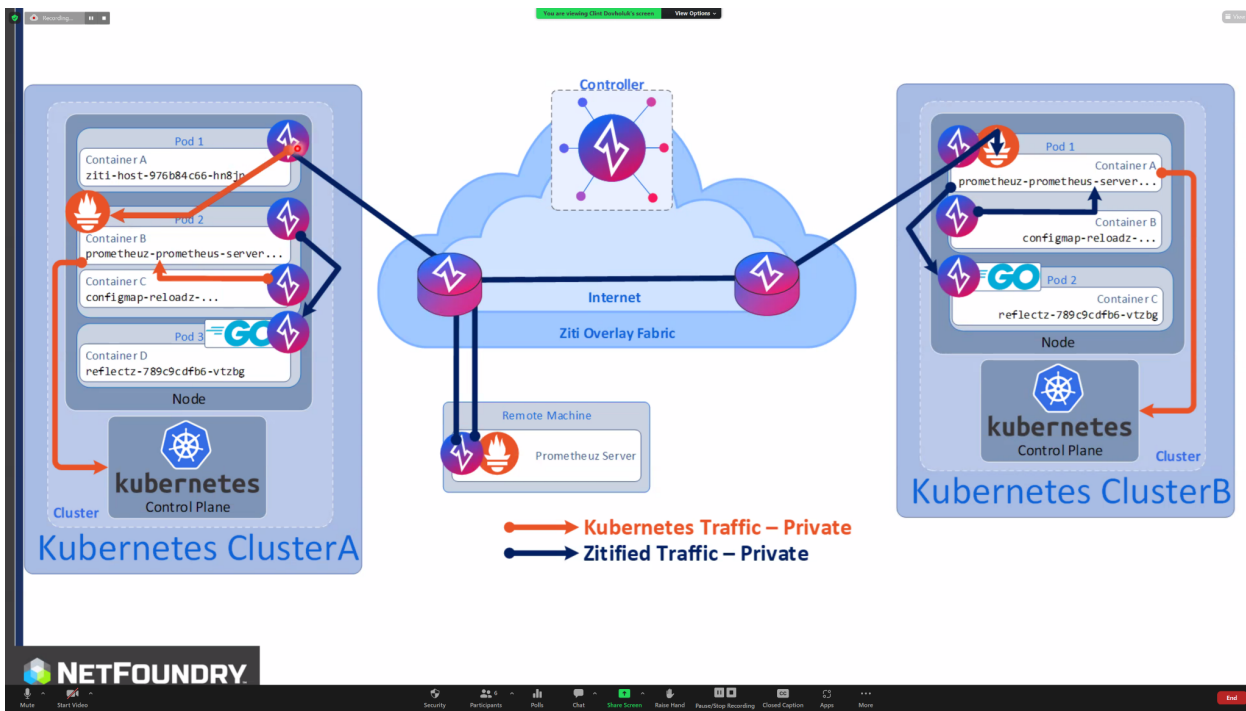 Recording...
You are viewing Clint Dovholuk's screen
View Options
View
Controller
Pod 1
Container A
ziti-host-976b84c66-hn8jn
Pod 2
Container B
prometheuz-prometheus-server...
Container C
configmap-reloadz-...
Pod 3
GO
Container D
reflectz-789c9cdfb6-vtzbg
Node
kubernetes
Control Plane
Cluster
Kubernetes ClusterA
Internet
Ziti Overlay Fabric
Remote Machine
Prometheuz Server
Kubernetes Traffic – Private
Zitified Traffic – Private
Pod 1
Container A
prometheuz-prometheus-server...
Container B
configmap-reloadz-...
GO
Pod 2
Container C
reflectz-789c9cdfb6-vtzbg
Node
kubernetes
Control Plane
Cluster
Kubernetes ClusterB
NETFOUNDRY
Mute
Start Video
Security
6
Participants
Polls
Chat
Share Screen
Raise Hand
Pause/Stop Recording
CC
Closed Caption
Apps
More
End